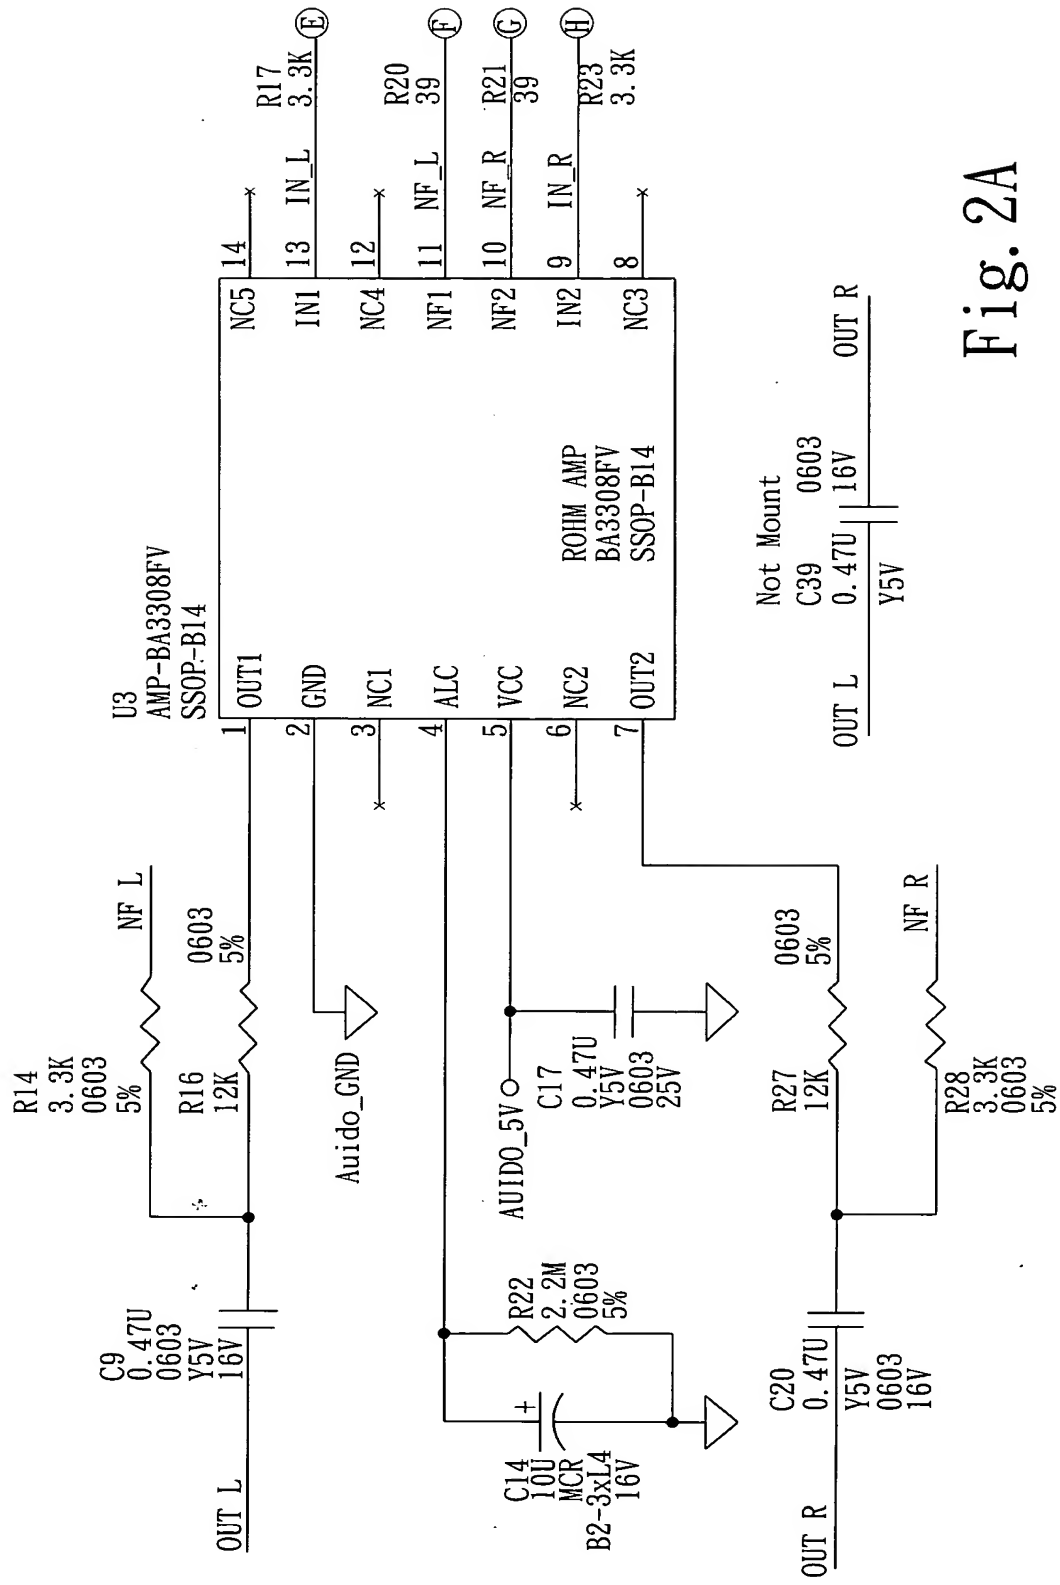 R14
3.3K
0603
5%
NF L
C9
0.47U
0603
Y5V
16V
R16
12K
0603
5%
OUT L
Auido_GND
U3
AMP-BA3308FV
SSOP-B14
1
OUT1
2
GND
3
NC1
4
ALC
5
VCC
6
NC2
7
OUT2
ROHM AMP
BA3308FV
SSOP-B14
NC5
14
IN1
13
IN_L
R17
3.3K
E
NC4
12
NF1
11
NF_L
R20
39
F
NF2
10
NF_R
R21
39
G
IN2
9
IN_R
R23
3.3K
H
NC3
8
C14
10U
MCR
B2-3xL4
16V
R22
2.2M
0603
5%
AUIDO_5V
C17
0.47U
Y5V
0603
25V
C20
0.47U
Y5V
0603
16V
OUT R
R27
12K
0603
5%
R28
3.3K
0603
5%
NF R
Not Mount
C39
0603
0.47U
16V
Y5V
OUT L
OUT R
Fig. 2A